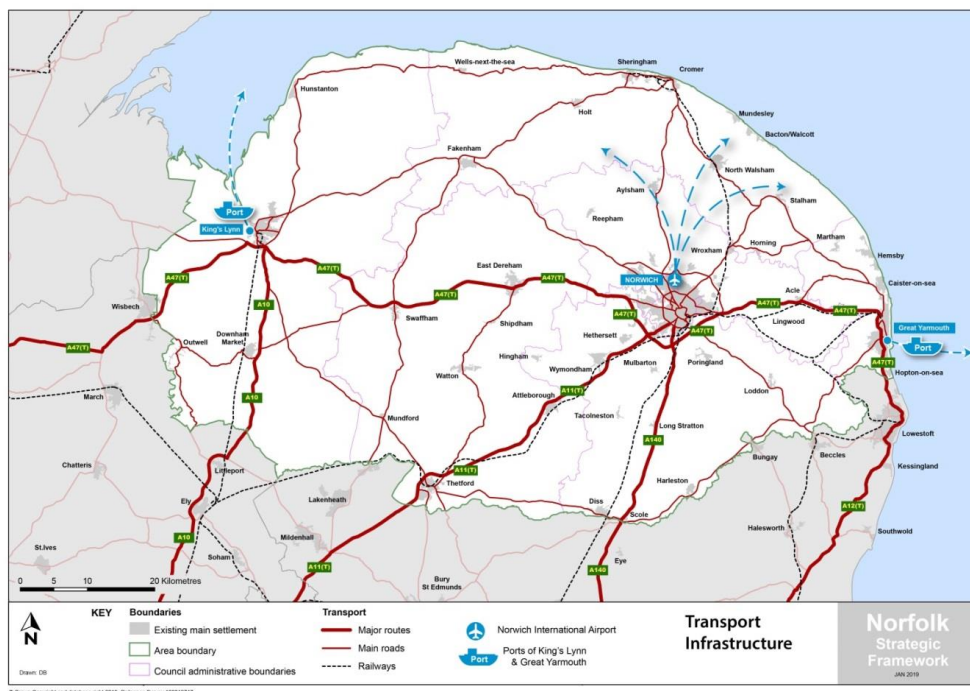 Wells-next-the-sea
Sheringham
Cromer
Hunstanton
Holt
Mundesley
Bacton/Walcott
Fakenham
North Walsham
Aylsham
Stalham
Port
King's Lynn
Reepham
Wroxham
Horning
Martham
Hemsby
A47(T)
A47(T)
East Dereham
A47(T)
NORWICH
Caister-on-sea
Wisbech
A10
A47(T)
Swaffham
Shipdham
A47(T)
Hethersett
A47(T)
A47(T)
Acle
Lingwood
A47(T)
Great Yarmouth
Port
A47(T)
Outwell
Downham
Market
Hingham
Wymondham
Mulbarton
Poringland
A47(T)
Hopton-on-sea
March
A10
Watton
Attleborough
A11(T)
Tacolneston
Loddon
Mundford
Long Stratton
A140
Lowestoft
Chatteris
Littleport
A11(T)
Thetford
Bungay
Beccles
Kessingland
Ely
Lakenheath
Diss
Harleston
Scole
A10
Mildenhall
Halesworth
A12(T)
Southwold
St.Ives
Soham
A11(T)
Bury
St Edmunds
Eye
A140
0 5 10 20 Kilometres
N
Drawn: DB
KEY
Boundaries
Existing main settlement
Area boundary
Council administrative boundaries
Transport
Major routes
Main roads
Railways
Norwich International Airport
Port
Ports of King's Lynn
& Great Yarmouth
Transport
Infrastructure
Norfolk
Strategic
Framework
JAN 2019